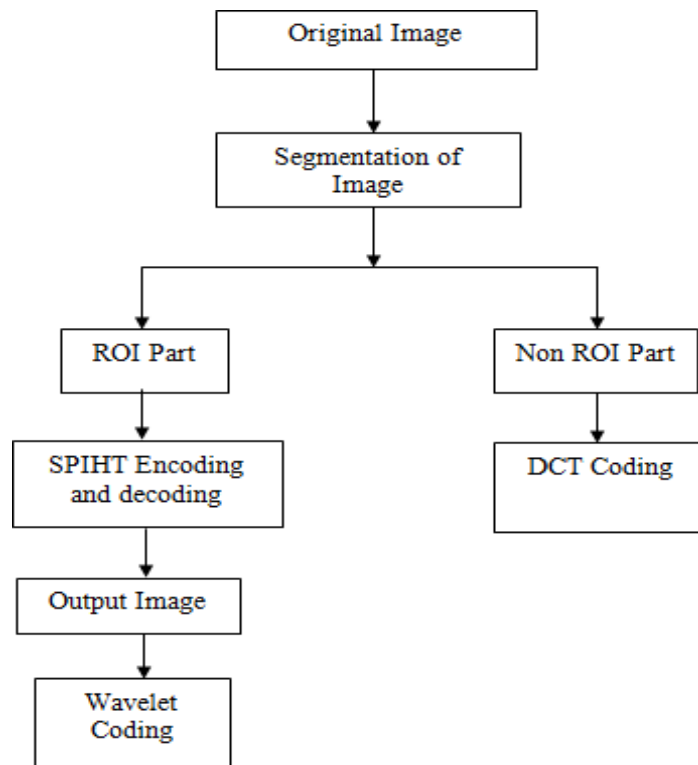 Original Image
Segmentation of
Image
ROI Part
Non ROI Part
SPIHT Encoding
and decoding
DCT Coding
Output Image
Wavelet
Coding